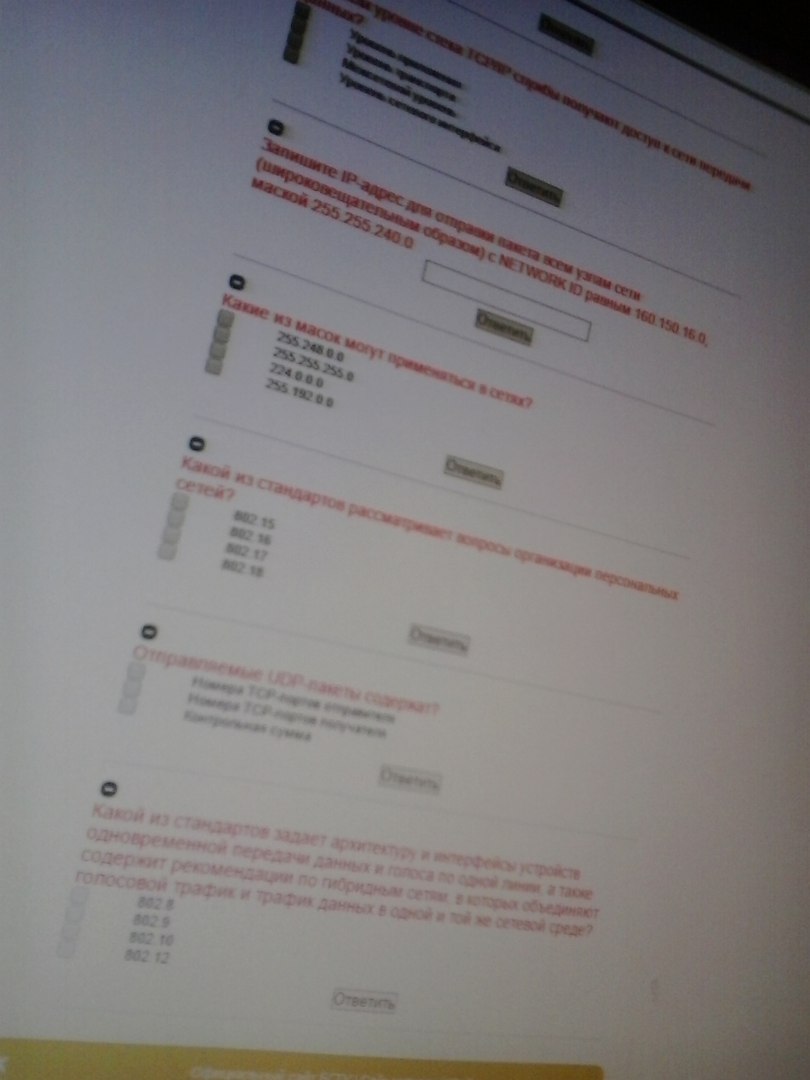 уровне стека TCP/IP службы получают доступ к сети передачи
данных?
Уровень приложения
Уровень транспорта
Межсетевой уровень
Уровень сетевого интерфейса
Ответить
Запишите IP-адрес для отправки пакета всем узлам сети
(широковещательным образом) с NETWORK ID равным 160.150.16.0,
маской 255.255.240.0
Ответить
Какие из масок могут применяться в сетях?
255.248.0.0
255.255.255.0
224.0.0.0
255.192.0.0
Ответить
Какой из стандартов рассматривает вопросы организации персональных
сетей?
802.15
802.16
802.17
802.18
Ответить
Отправляемые UDP-пакеты содержат?
Номера TCP-портов отправителя
Номера TCP-портов получателя
Контрольная сумма
Ответить
Какой из стандартов задает архитектуру и интерфейсы устройств
одновременной передачи данных и голоса по одной линии, а также
содержит рекомендации по гибридным сетям, в которых объединяют
голосовой трафик и трафик данных в одной и той же сетевой среде?
802.8
802.9
802.10
802.12
Ответить